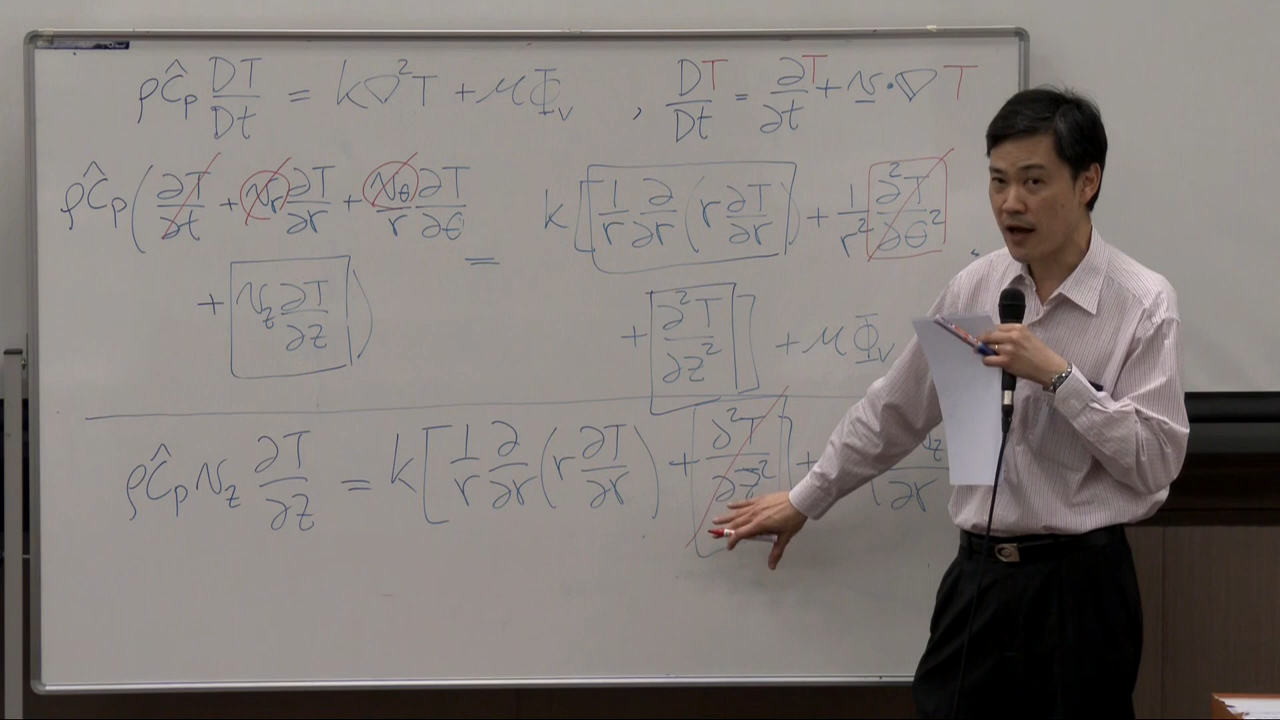 ρĈp DT/Dt = k∇²T + μΦv , DT/Dt = ∂T/∂t + v·∇T
ρĈp(∂T/∂t + vr ∂T/∂r + vθ/r ∂T/∂θ + vz ∂T/∂z) = k[1/r ∂/∂r(r ∂T/∂r) + 1/r² ∂²T/∂θ² + ∂²T/∂z²] + μΦv
ρĈp vz ∂T/∂z = k[1/r ∂/∂r(r ∂T/∂r) + ∂²T/∂z²] +